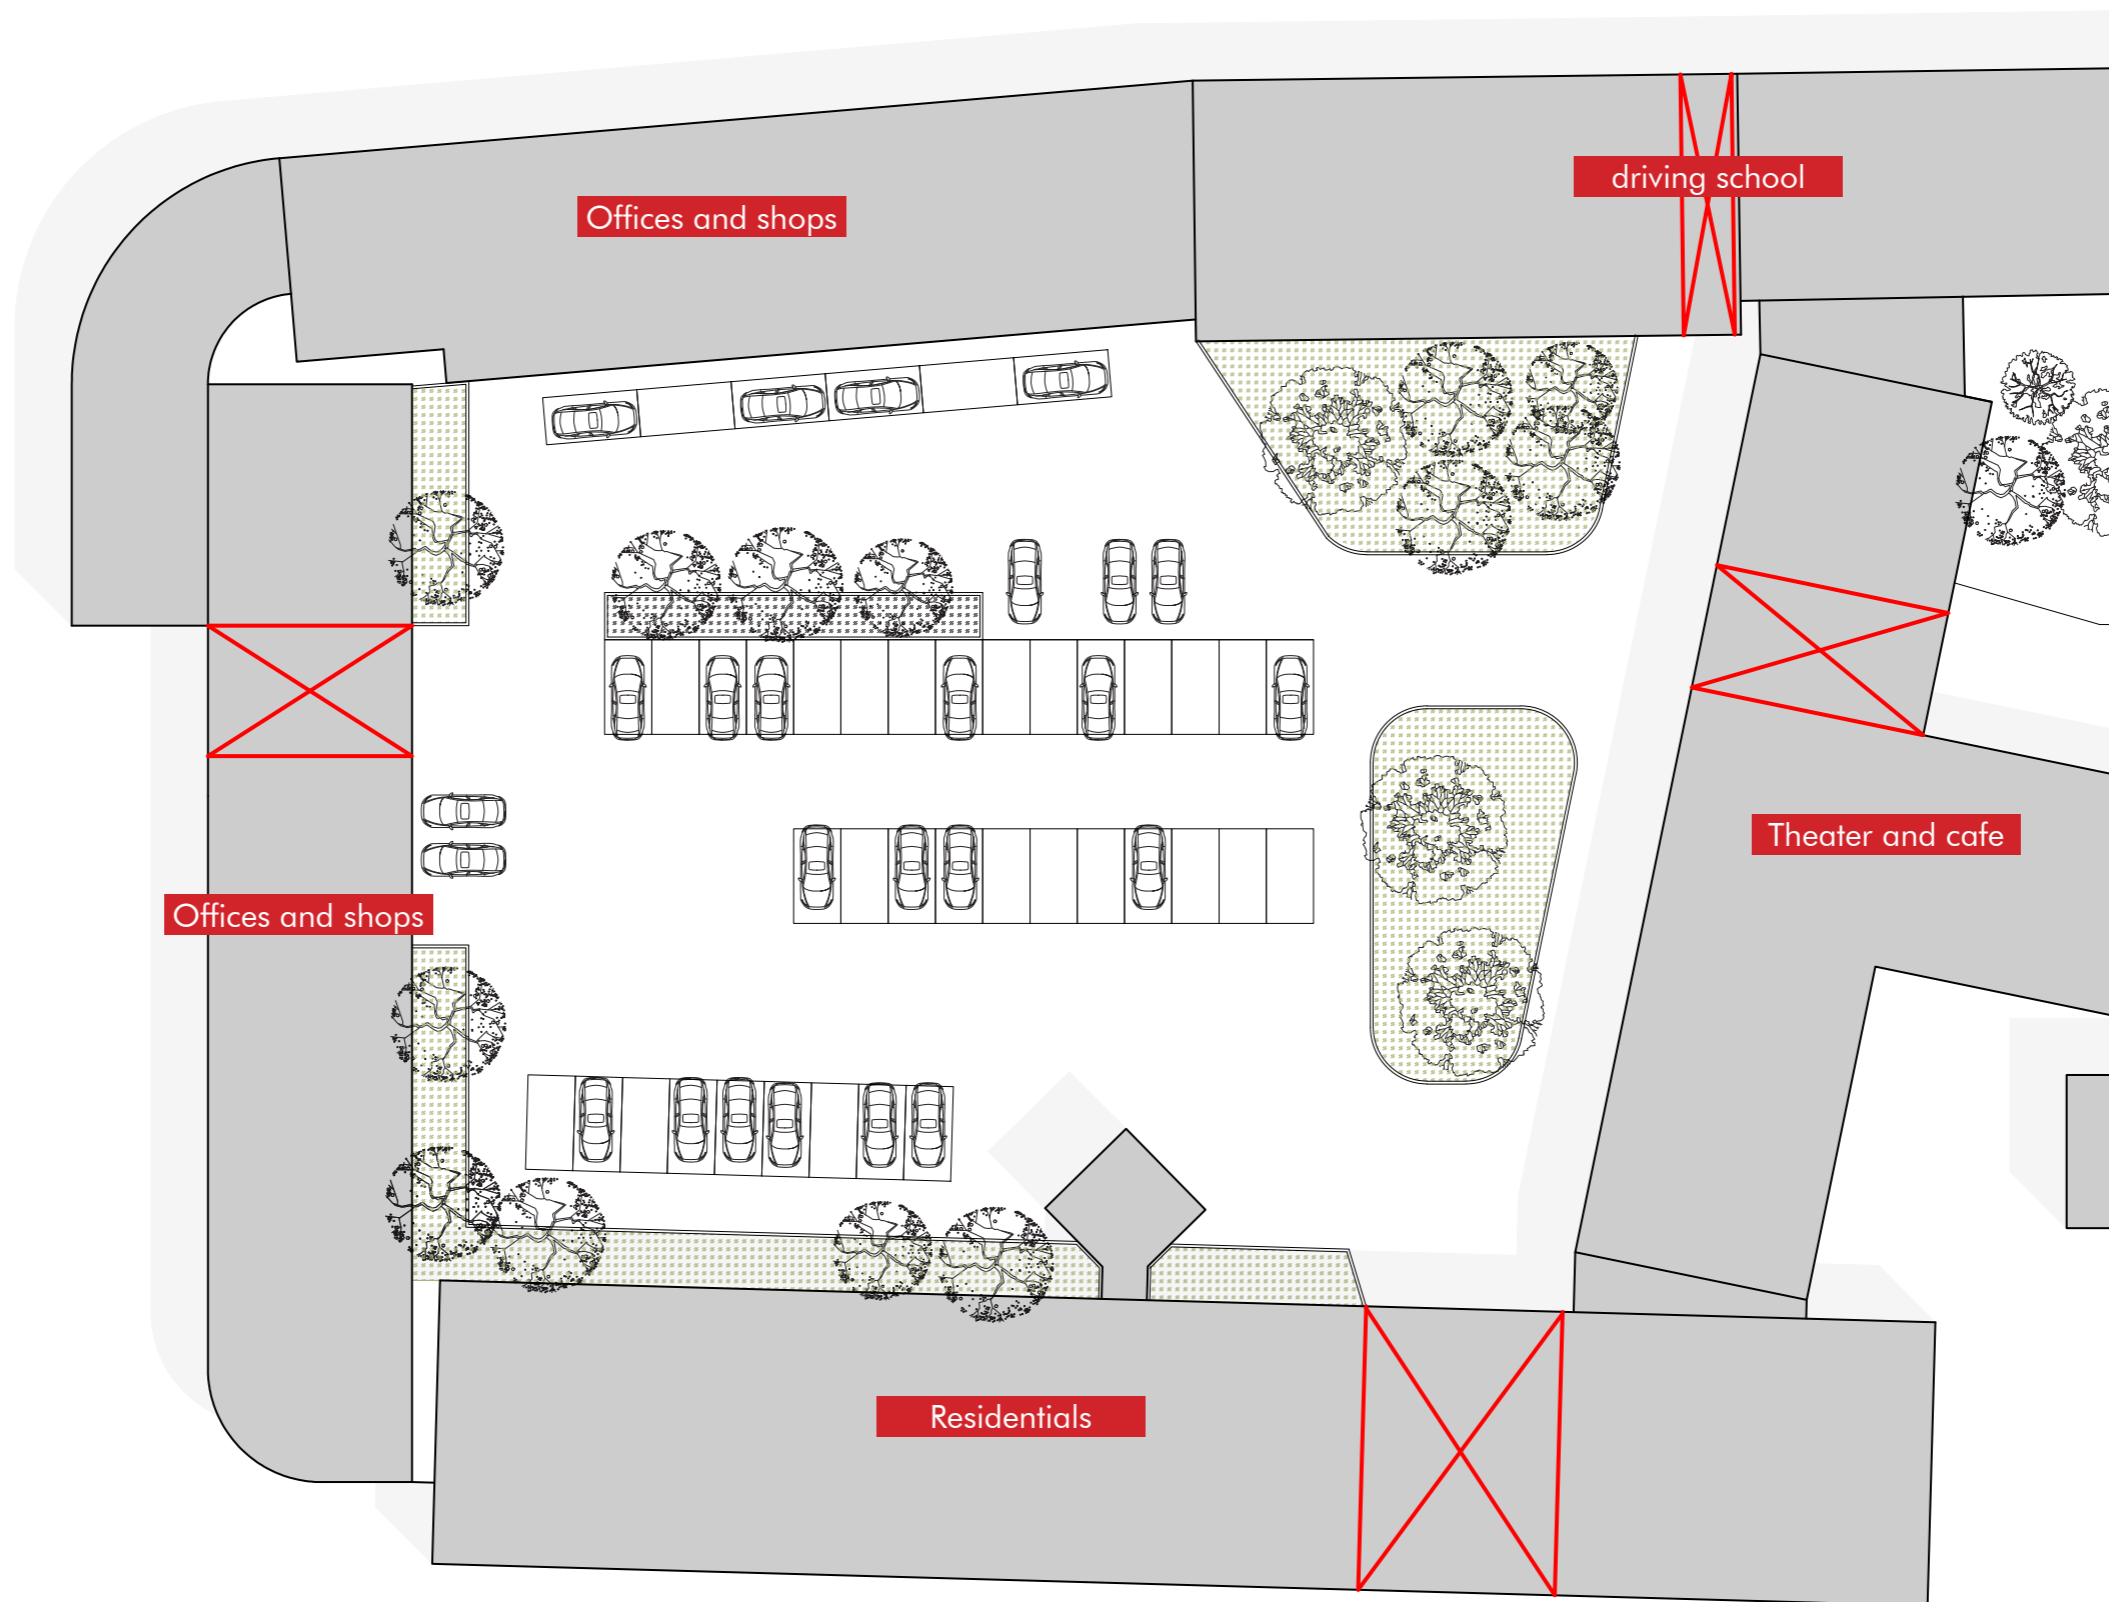 driving school
Offices and shops
Theater and cafe
Offices and shops
Residentials